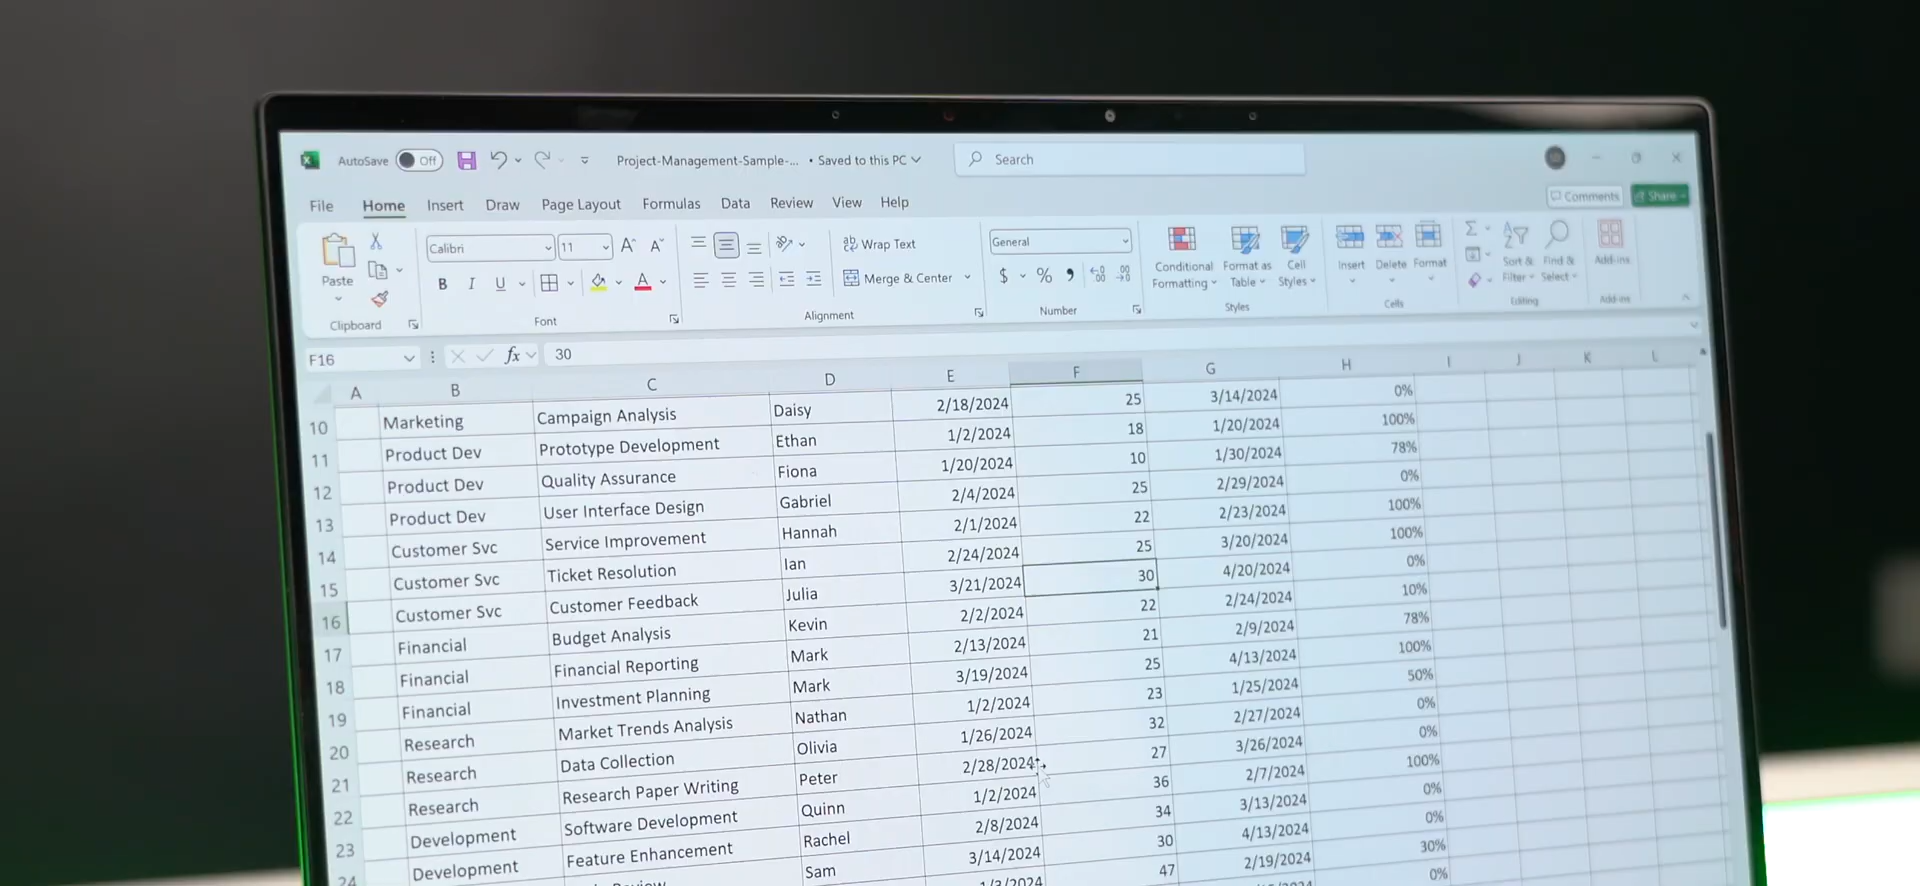 AutoSave Off Project-Management-Sample-... • Saved to this PC Search
File Home Insert Draw Page Layout Formulas Data Review View Help Comments Share
Paste Calibri 11 Wrap Text General Conditional Formatting Format as Table Cell Styles Insert Delete Format Sort & Filter Find & Select Add-ins
B I U Merge & Center $ %
Clipboard Font Alignment Number Styles Cells Editing Add-ins
F16 fx 30
A B C D E F G H I J K L
10 Marketing Campaign Analysis Daisy 2/18/2024 25 3/14/2024 0%
11 Product Dev Prototype Development Ethan 1/2/2024 18 1/20/2024 100%
12 Product Dev Quality Assurance Fiona 1/20/2024 10 1/30/2024 78%
13 Product Dev User Interface Design Gabriel 2/4/2024 25 2/29/2024 0%
14 Customer Svc Service Improvement Hannah 2/1/2024 22 2/23/2024 100%
15 Customer Svc Ticket Resolution Ian 2/24/2024 25 3/20/2024 100%
16 Customer Svc Customer Feedback Julia 3/21/2024 30 4/20/2024 0%
17 Financial Budget Analysis Kevin 2/2/2024 22 2/24/2024 10%
18 Financial Financial Reporting Mark 2/13/2024 21 2/9/2024 78%
19 Financial Investment Planning Mark 3/19/2024 25 4/13/2024 100%
20 Research Market Trends Analysis Nathan 1/2/2024 23 1/25/2024 50%
21 Research Data Collection Olivia 1/26/2024 32 2/27/2024 0%
22 Research Research Paper Writing Peter 2/28/2024 27 3/26/2024 0%
23 Development Software Development Quinn 1/2/2024 36 2/7/2024 100%
24 Development Feature Enhancement Rachel 2/8/2024 34 3/13/2024 0%
Review Sam 3/14/2024 30 4/13/2024 0%
1/3/2024 47 2/19/2024 30%
0%